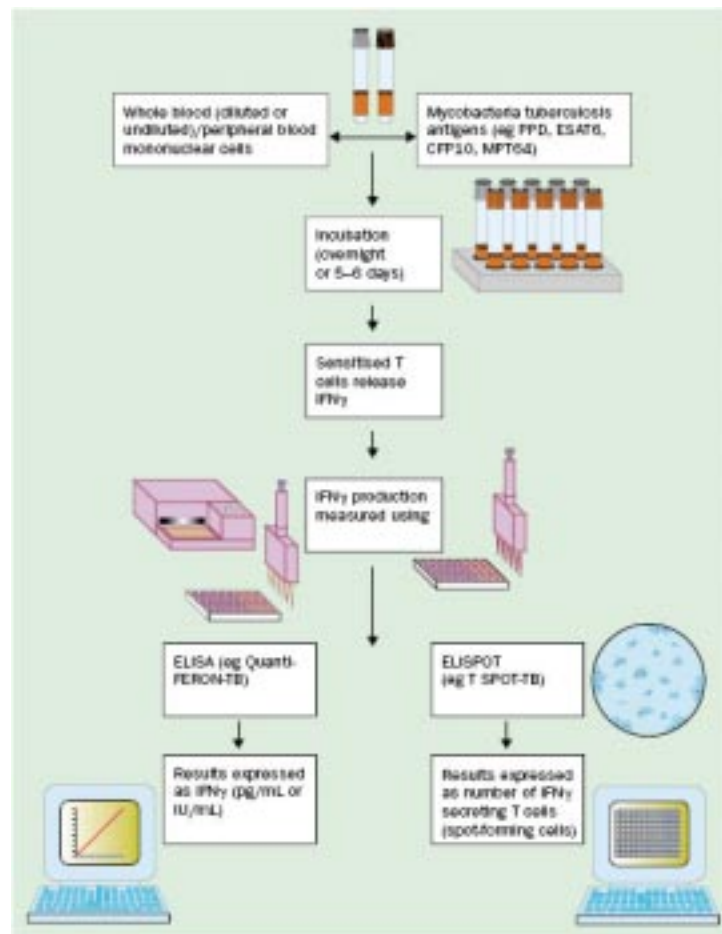 Whole blood (diluted or
undiluted)/peripheral blood
mononuclear cells
Mycobacteria tuberculosis
antigens (eg PPD, ESAT6,
CFP10, MPT64)
Incubation
(overnight
or 5–6 days)
Sensitised T
cells release
IFNγ
IFNγ production
measured using
ELISA (eg Quanti-
FERON-TB)
ELISPOT
(eg T SPOT-TB)
Results expressed
as IFNγ (pg/mL or
IU/mL)
Results expressed
as number of IFNγ
secreting T cells
(spot-forming cells)